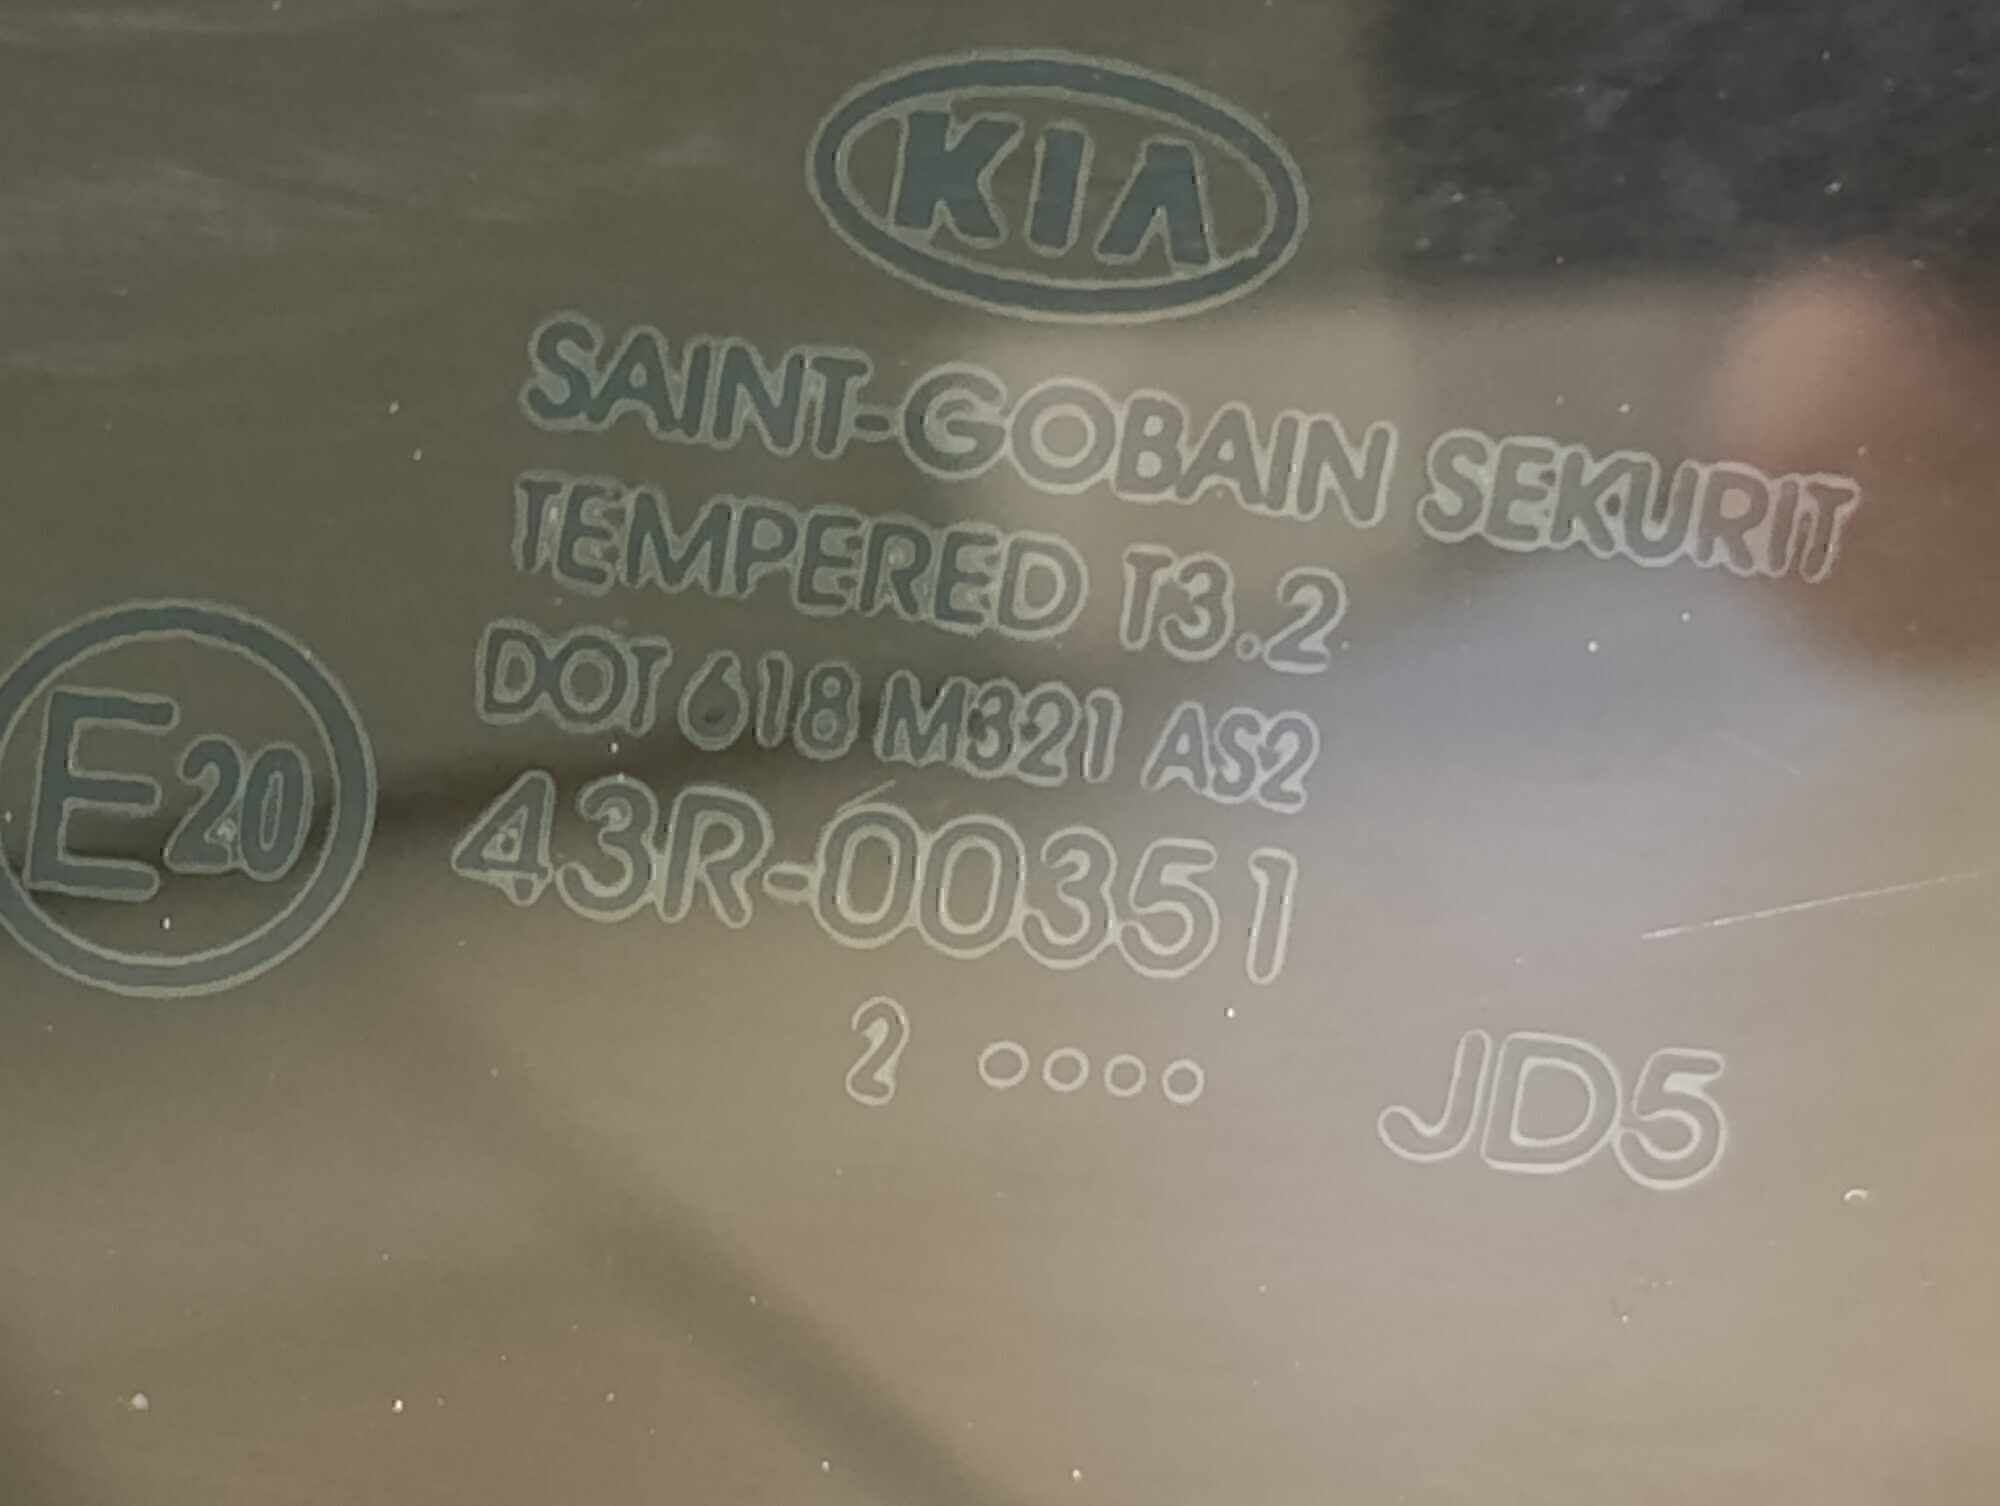 KIA
SAINT-GOBAIN SEKURIT
TEMPERED T3.2
DOT 618 M321 AS2
E20
43R-00351
2 ....
JD5